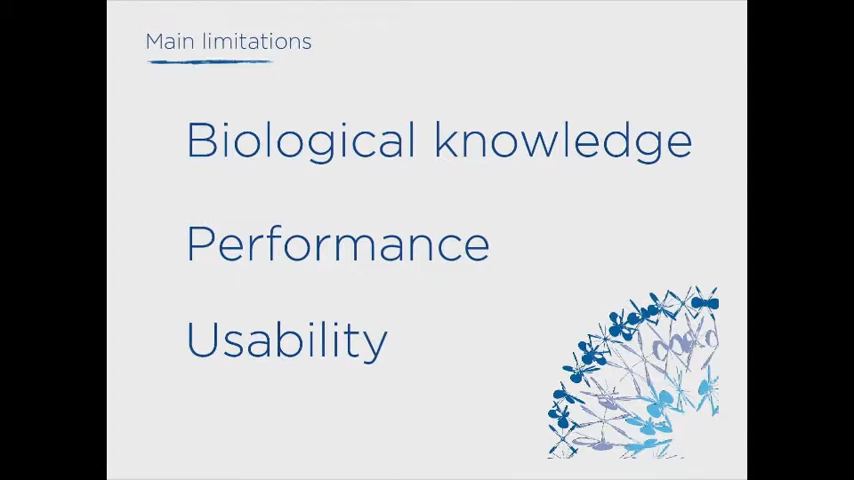 Main limitations
Biological knowledge
Performance
Usability